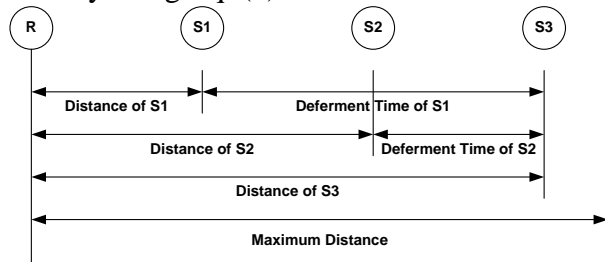 R S1 S2 S3
Distance of S1 Deferment Time of S1
Distance of S2 Deferment Time of S2
Distance of S3
Maximum Distance